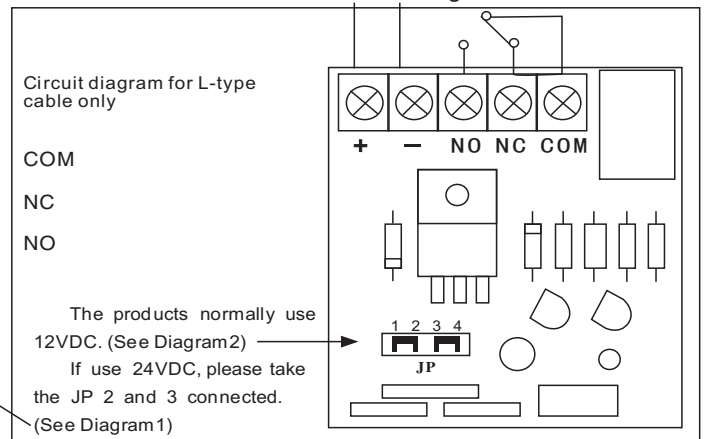 Circuit diagram for L-type
cable only
COM
NC
NO
+ − NO NC COM
The products normally use
12VDC. (See Diagram2)
If use 24VDC, please take
the JP 2 and 3 connected.
(See Diagram1)
1 2 3 4
JP